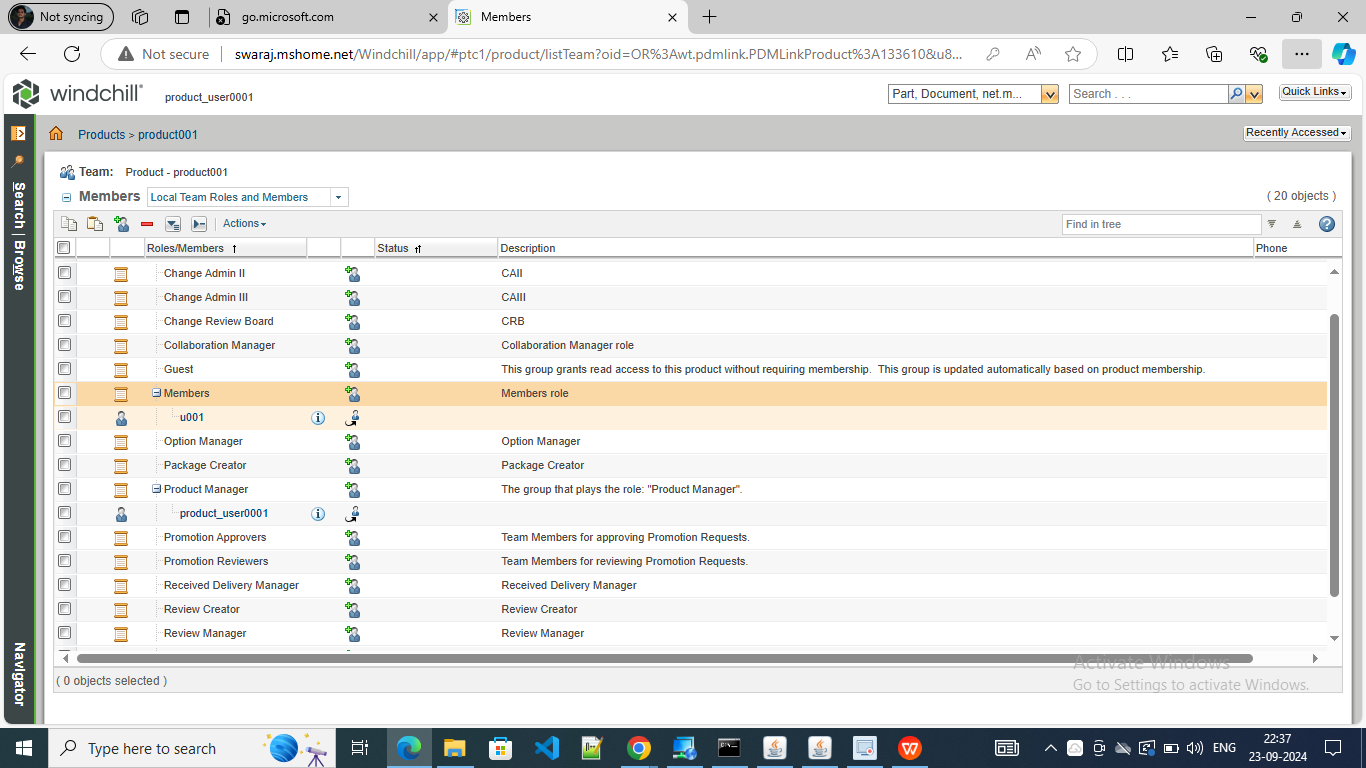 Not syncing
go.microsoft.com
Members
Not secure
swaraj.mshome.net/Windchill/app/#ptc1/product/listTeam?oid=OR%3Awt.pdmlink.PDMLinkProduct%3A133610&u8...
windchill
product_user0001
Part, Document, net.m...
Search . . .
Quick Links
Products > product001
Recently Accessed
Team: Product - product001
Members Local Team Roles and Members ( 20 objects )
Actions
Find in tree
Roles/Members Status Description Phone
Change Admin II CAII
Change Admin III CAIII
Change Review Board CRB
Collaboration Manager Collaboration Manager role
Guest This group grants read access to this product without requiring membership. This group is updated automatically based on product membership.
Members Members role
u001
Option Manager Option Manager
Package Creator Package Creator
Product Manager The group that plays the role: "Product Manager".
product_user0001
Promotion Approvers Team Members for approving Promotion Requests.
Promotion Reviewers Team Members for reviewing Promotion Requests.
Received Delivery Manager Received Delivery Manager
Review Creator Review Creator
Review Manager Review Manager
( 0 objects selected )
Search | Browse
Navigator
Activate Windows
Go to Settings to activate Windows.
Type here to search
ENG
22:37
23-09-2024